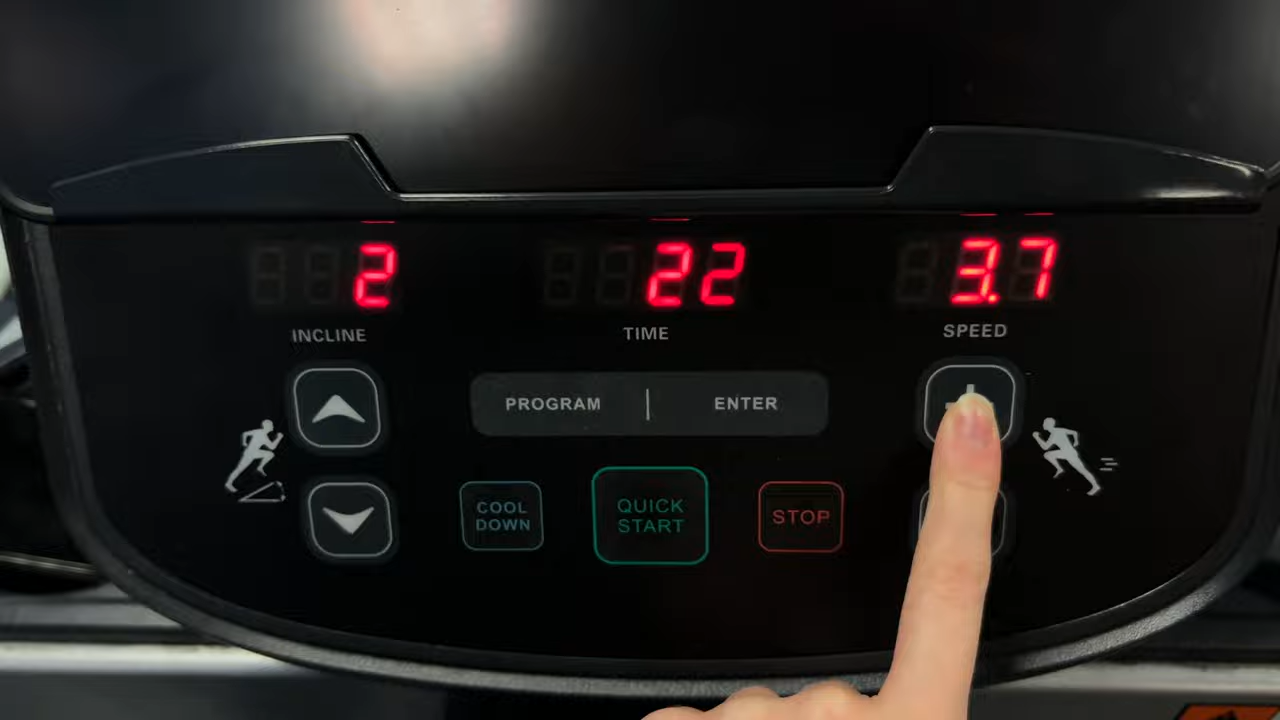 2 22 3.7
INCLINE TIME SPEED
PROGRAM | ENTER
COOL
DOWN
QUICK
START
STOP